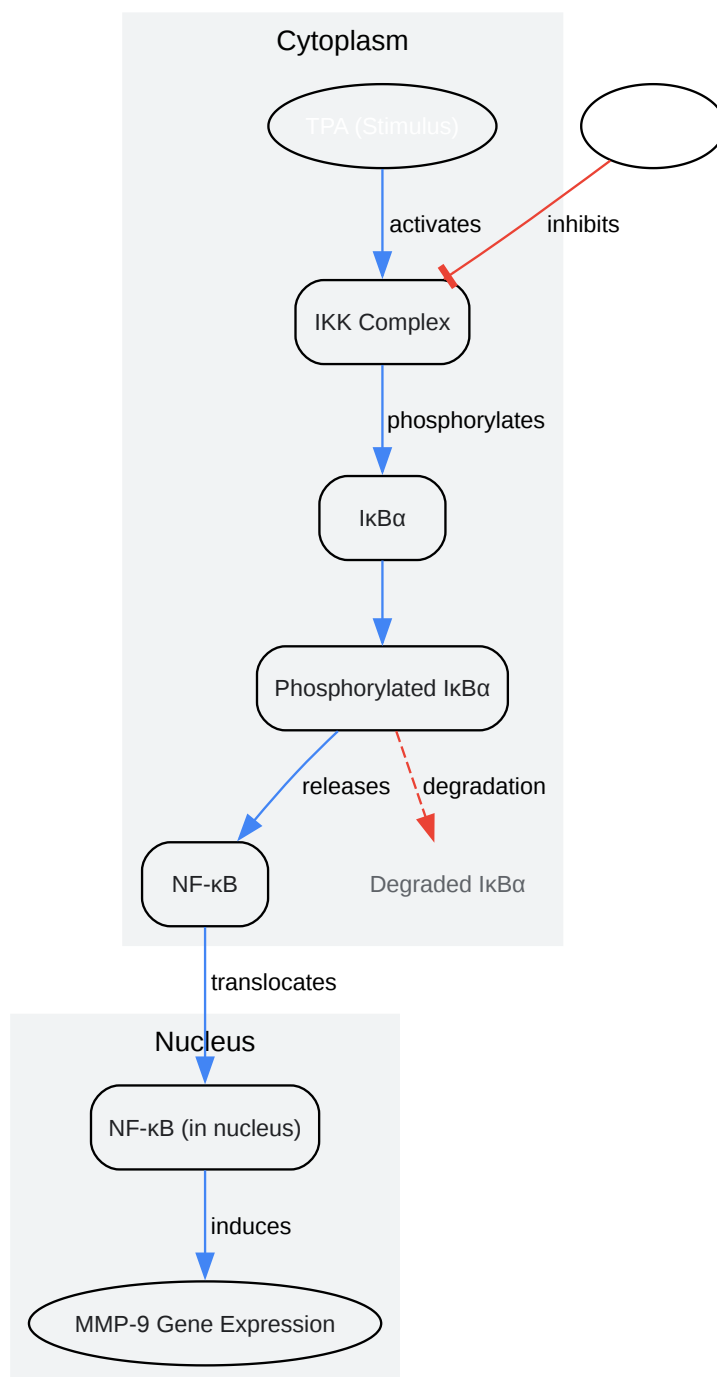 Cytoplasm
TPA (Stimulus)
activates
inhibits
IKK Complex
phosphorylates
IκBα
Phosphorylated IκBα
releases
degradation
NF-κB
Degraded IκBα
translocates
Nucleus
NF-κB (in nucleus)
induces
MMP-9 Gene Expression